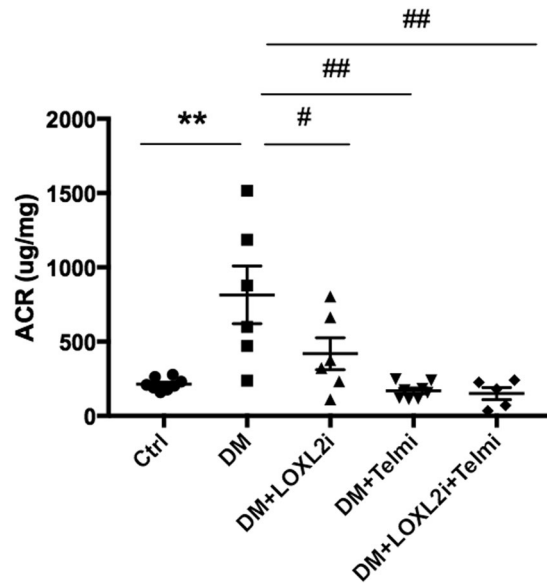 ##
##
** #
2000
1500
1000
500
0
ACR (ug/mg)
Ctrl
DM
DM+LOXL2i
DM+Telmi
DM+LOXL2i+Telmi